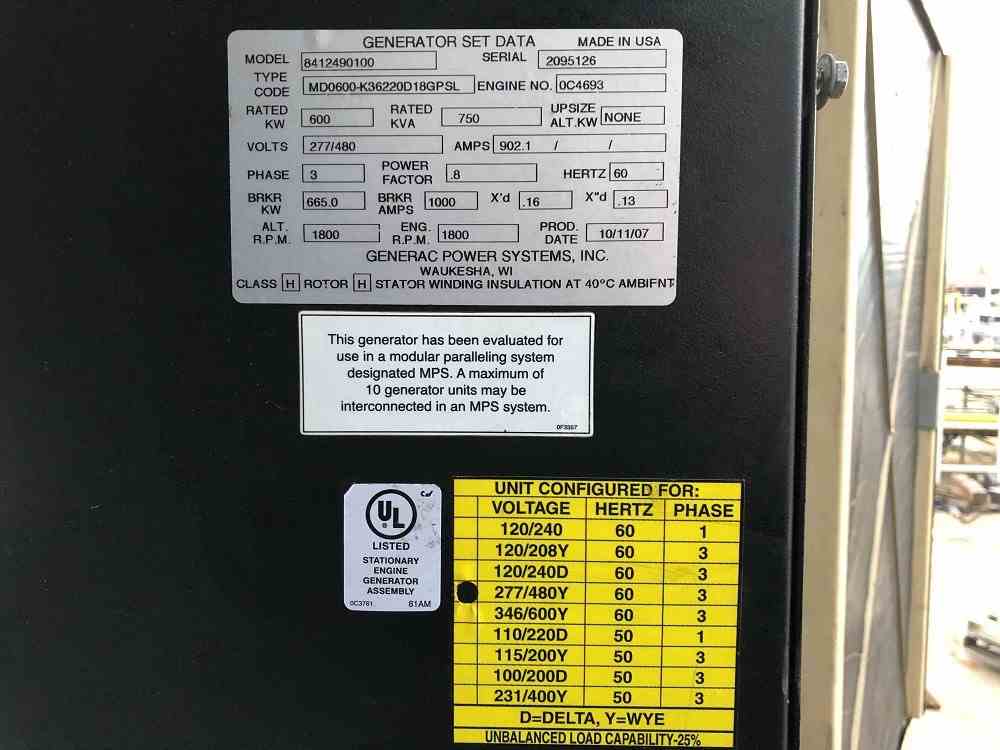 GENERATOR SET DATA MADE IN USA
MODEL 8412490100 SERIAL 2095126
TYPE CODE MD0600-K36220D18GPSL ENGINE NO. 0C4693
RATED KW 600 RATED KVA 750 UPSIZE ALT.KW NONE
VOLTS 277/480 AMPS 902.1 / /
PHASE 3 POWER FACTOR .8 HERTZ 60
BRKR KW 665.0 BRKR AMPS 1000 X'd .16 X"d .13
ALT. R.P.M. 1800 ENG. R.P.M. 1800 PROD. DATE 10/11/07
GENERAC POWER SYSTEMS, INC.
WAUKESHA, WI
CLASS H ROTOR H STATOR WINDING INSULATION AT 40°C AMBIENT
This generator has been evaluated for
use in a modular paralleling system
designated MPS. A maximum of
10 generator units may be
interconnected in an MPS system.
0F3367
UL
LISTED
STATIONARY
ENGINE
GENERATOR
ASSEMBLY
0C3761 81AM
UNIT CONFIGURED FOR:
VOLTAGE HERTZ PHASE
120/240 60 1
120/208Y 60 3
120/240D 60 3
277/480Y 60 3
346/600Y 60 3
110/220D 50 1
115/200Y 50 3
100/200D 50 3
231/400Y 50 3
D=DELTA, Y=WYE
UNBALANCED LOAD CAPABILITY-25%